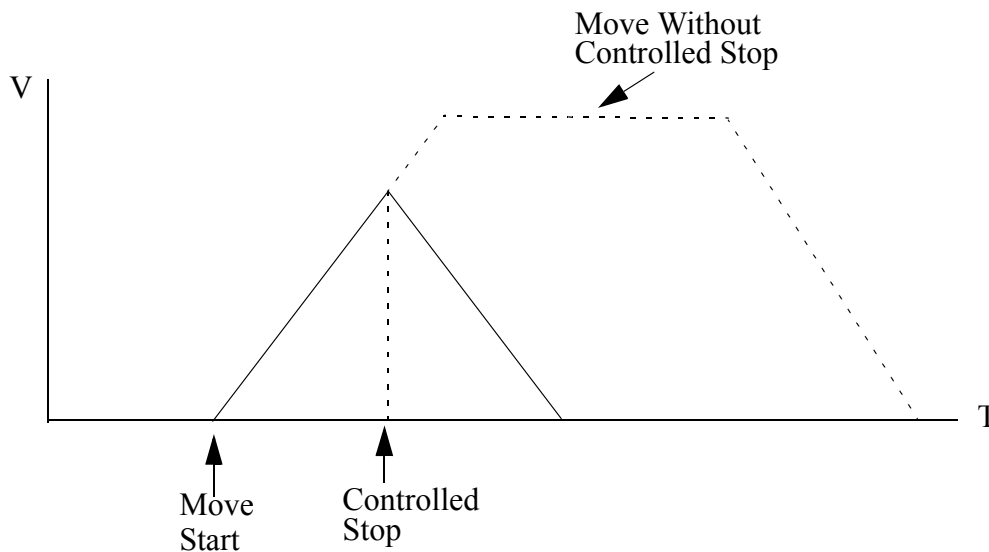 Move Without
Controlled Stop
V
T
Move
Start
Controlled
Stop